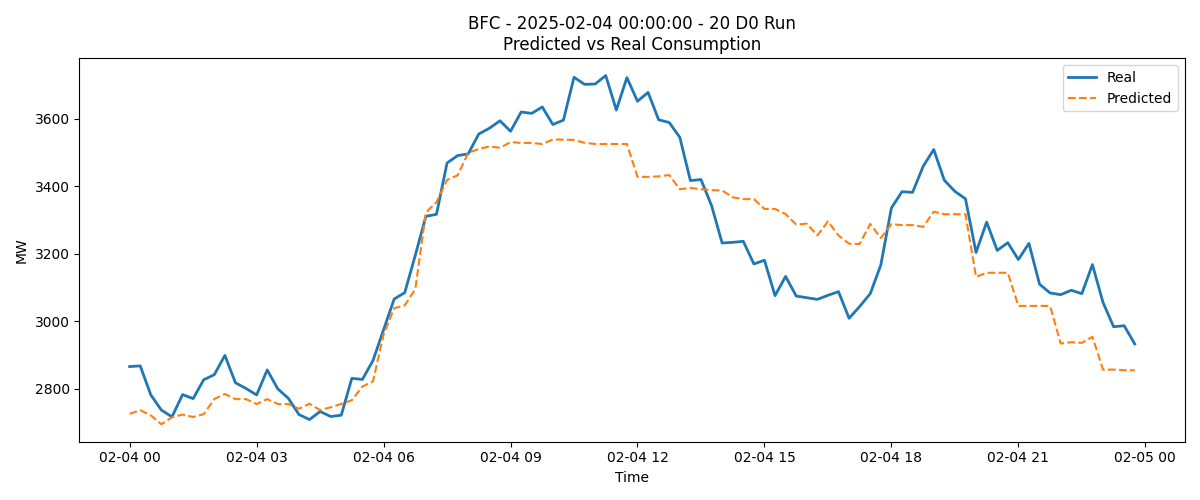 BFC - 2025-02-04 00:00:00 - 20 D0 Run
Predicted vs Real Consumption
Real
Predicted
MW
3600
3400
3200
3000
2800
02-04 00
02-04 03
02-04 06
02-04 09
02-04 12
02-04 15
02-04 18
02-04 21
02-05 00
Time